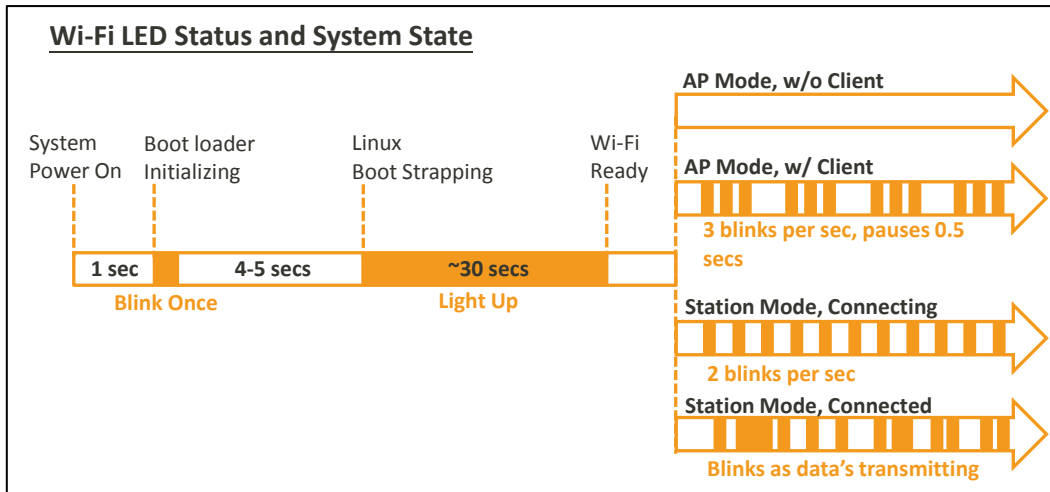 Wi-Fi LED Status and System State
System
Power On
Boot loader
Initializing
Linux
Boot Strapping
Wi-Fi
Ready
1 sec
4-5 secs
~30 secs
Blink Once
Light Up
AP Mode, w/o Client
AP Mode, w/ Client
3 blinks per sec, pauses 0.5
secs
Station Mode, Connecting
2 blinks per sec
Station Mode, Connected
Blinks as data's transmitting